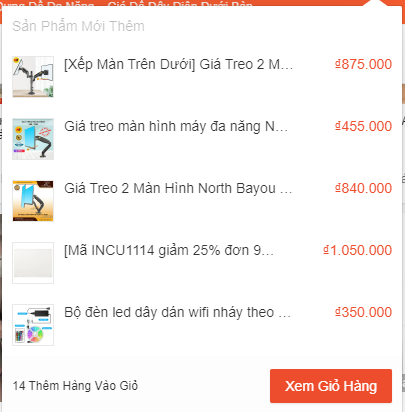 Sản Phẩm Mới Thêm
[Xếp Màn Trên Dưới] Giá Treo 2 M...
₫875.000
Giá treo màn hình máy đa năng N...
₫455.000
Giá Treo 2 Màn Hình North Bayou ...
₫840.000
[Mã INCU1114 giảm 25% đơn 9...
₫1.050.000
Bộ đèn led dây dán wifi nháy theo ...
₫350.000
14 Thêm Hàng Vào Giỏ
Xem Giỏ Hàng